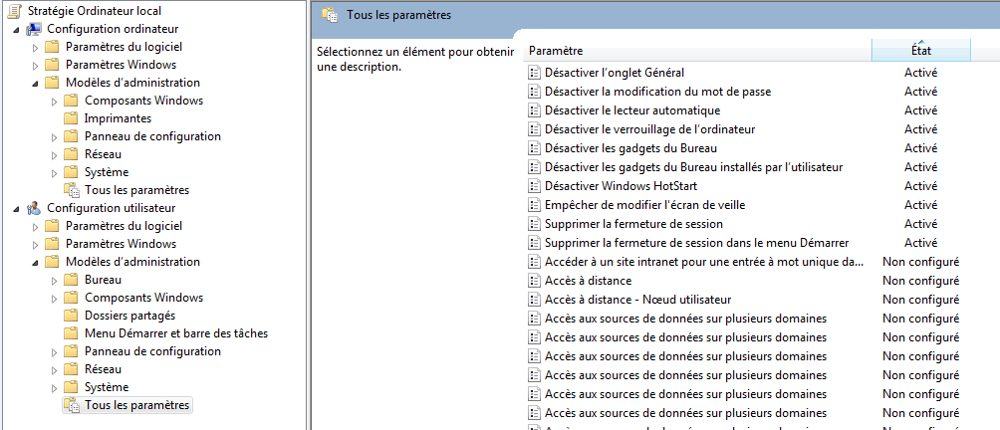 Stratégie Ordinateur local
Configuration ordinateur
Paramètres du logiciel
Paramètres Windows
Modèles d'administration
Composants Windows
Imprimantes
Panneau de configuration
Réseau
Système
Tous les paramètres
Configuration utilisateur
Paramètres du logiciel
Paramètres Windows
Modèles d'administration
Bureau
Composants Windows
Dossiers partagés
Menu Démarrer et barre des tâches
Panneau de configuration
Réseau
Système
Tous les paramètres
Tous les paramètres
Sélectionnez un élément pour obtenir
une description.
Paramètre État
Désactiver l'onglet Général Activé
Désactiver la modification du mot de passe Activé
Désactiver le lecteur automatique Activé
Désactiver le verrouillage de l'ordinateur Activé
Désactiver les gadgets du Bureau Activé
Désactiver les gadgets du Bureau installés par l'utilisateur Activé
Désactiver Windows HotStart Activé
Empêcher de modifier l'écran de veille Activé
Supprimer la fermeture de session Activé
Supprimer la fermeture de session dans le menu Démarrer Activé
Accéder à un site intranet pour une entrée à mot unique da... Non configuré
Accès à distance Non configuré
Accès à distance - Nœud utilisateur Non configuré
Accès aux sources de données sur plusieurs domaines Non configuré
Accès aux sources de données sur plusieurs domaines Non configuré
Accès aux sources de données sur plusieurs domaines Non configuré
Accès aux sources de données sur plusieurs domaines Non configuré
Accès aux sources de données sur plusieurs domaines Non configuré
Accès aux sources de données sur plusieurs domaines Non configuré
Accès aux sources de données sur plusieurs domaines Non configuré